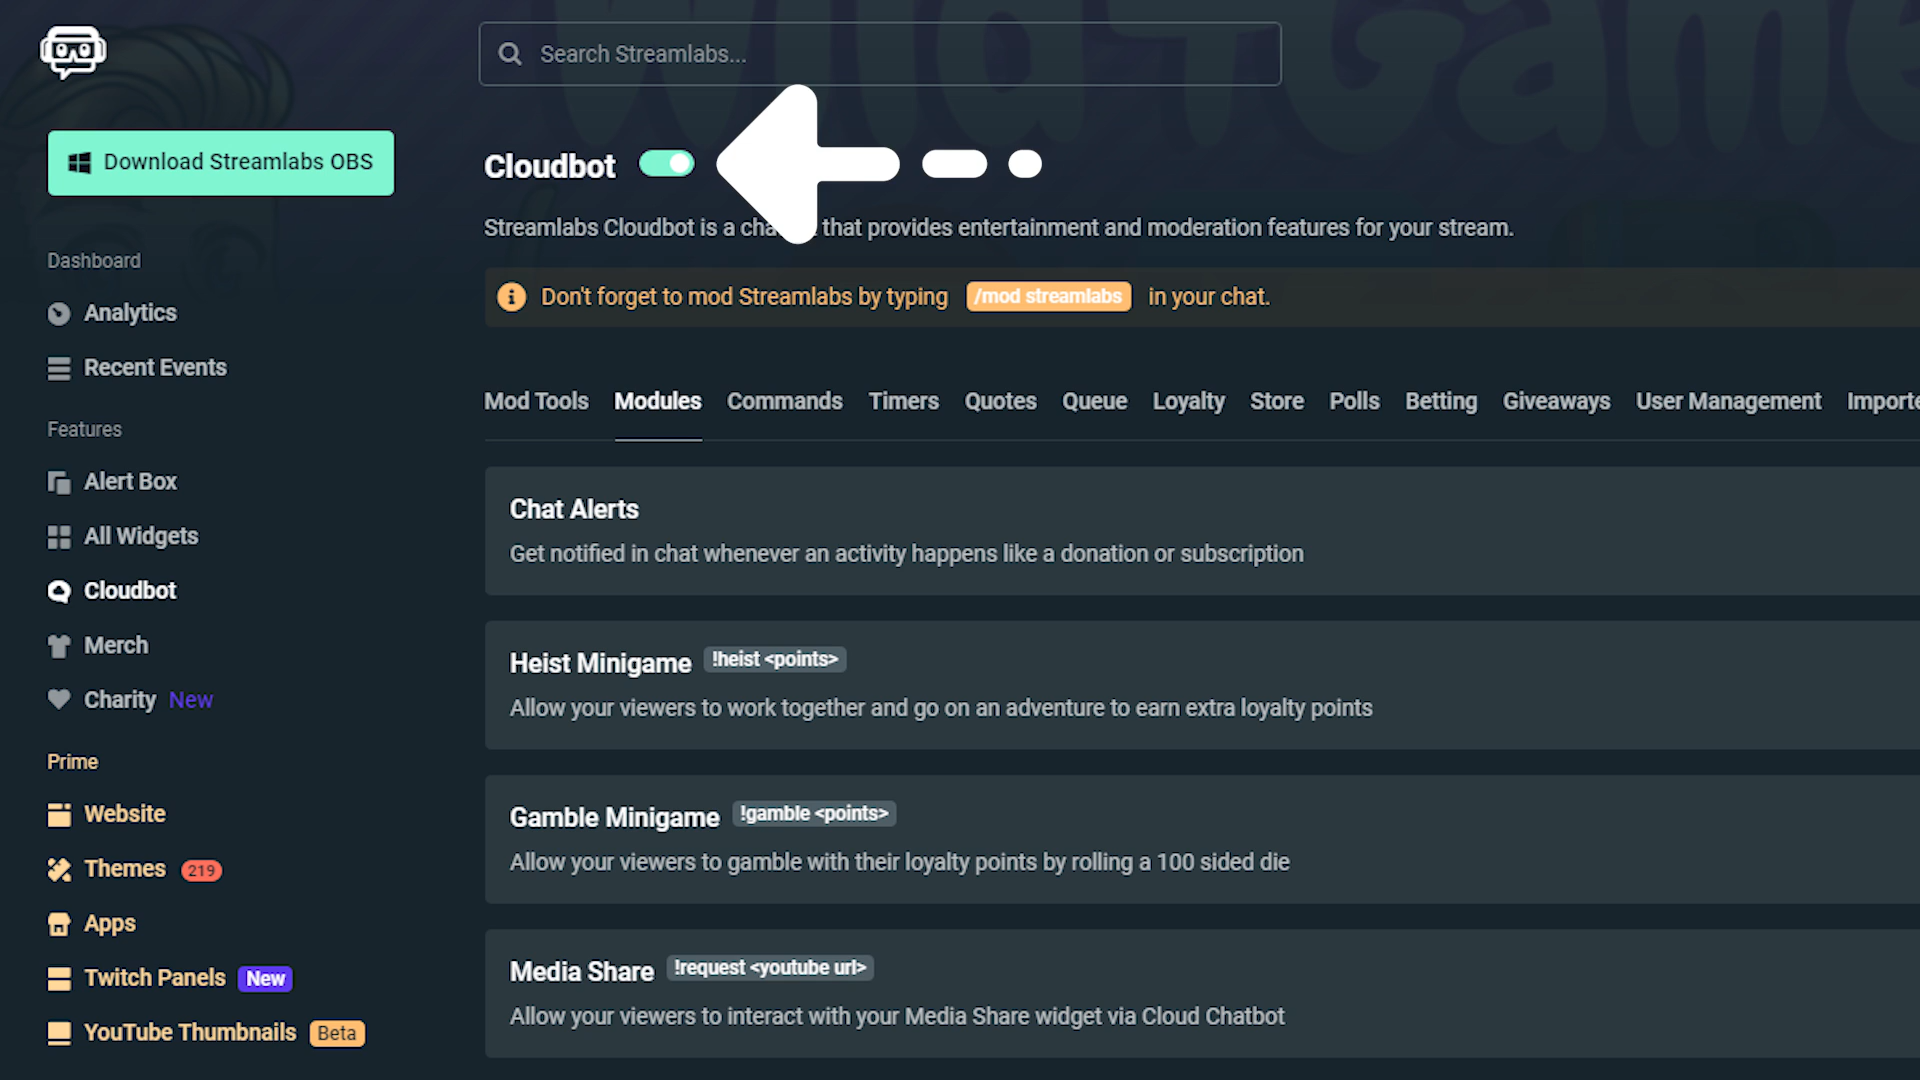 Search Streamlabs...
Download Streamlabs OBS
Dashboard
Analytics
Recent Events
Features
Alert Box
All Widgets
Cloudbot
Merch
Charity New
Prime
Website
Themes 219
Apps
Twitch Panels New
YouTube Thumbnails Beta
Cloudbot
Streamlabs Cloudbot is a that provides entertainment and moderation features for your stream.
Don't forget to mod Streamlabs by typing /mod streamlabs in your chat.
Mod Tools Modules Commands Timers Quotes Queue Loyalty Store Polls Betting Giveaways User Management
Chat Alerts
Get notified in chat whenever an activity happens like a donation or subscription
Heist Minigame !heist <points>
Allow your viewers to work together and go on an adventure to earn extra loyalty points
Gamble Minigame !gamble <points>
Allow your viewers to gamble with their loyalty points by rolling a 100 sided die
Media Share !request <youtube url>
Allow your viewers to interact with your Media Share widget via Cloud Chatbot